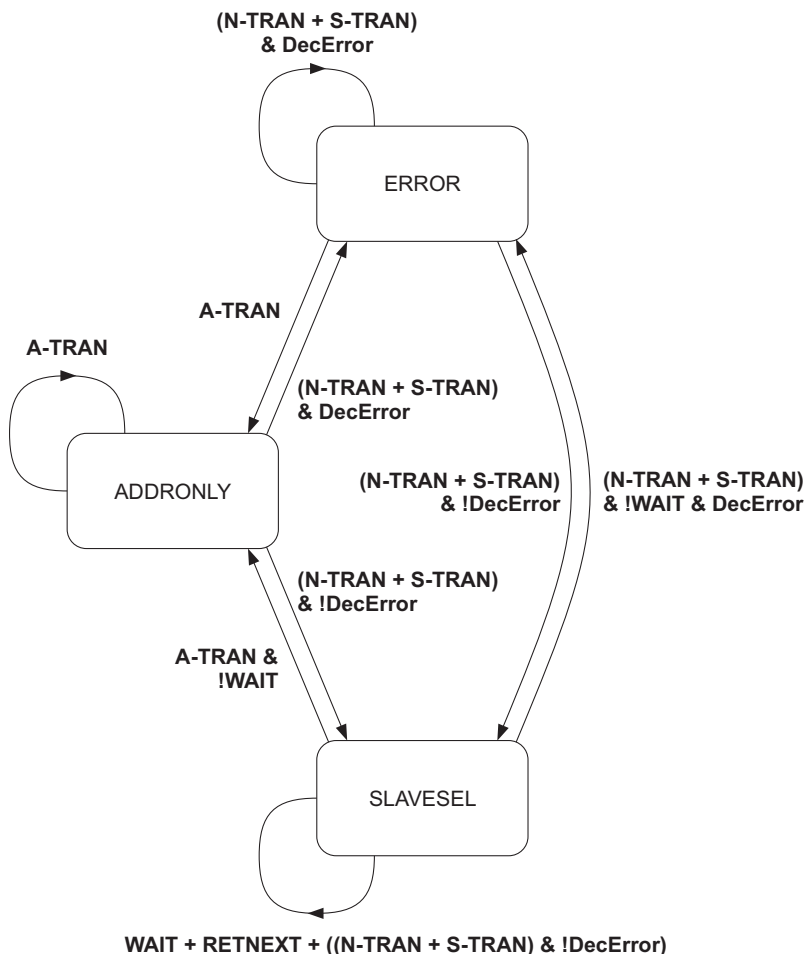 (N-TRAN + S-TRAN)
& DecError
ERROR
A-TRAN
A-TRAN
(N-TRAN + S-TRAN)
& DecError
ADDRONLY
(N-TRAN + S-TRAN)
& !DecError
(N-TRAN + S-TRAN)
& !WAIT & DecError
(N-TRAN + S-TRAN)
& !DecError
A-TRAN &
!WAIT
SLAVESEL
WAIT + RETNEXT + ((N-TRAN + S-TRAN) & !DecError)